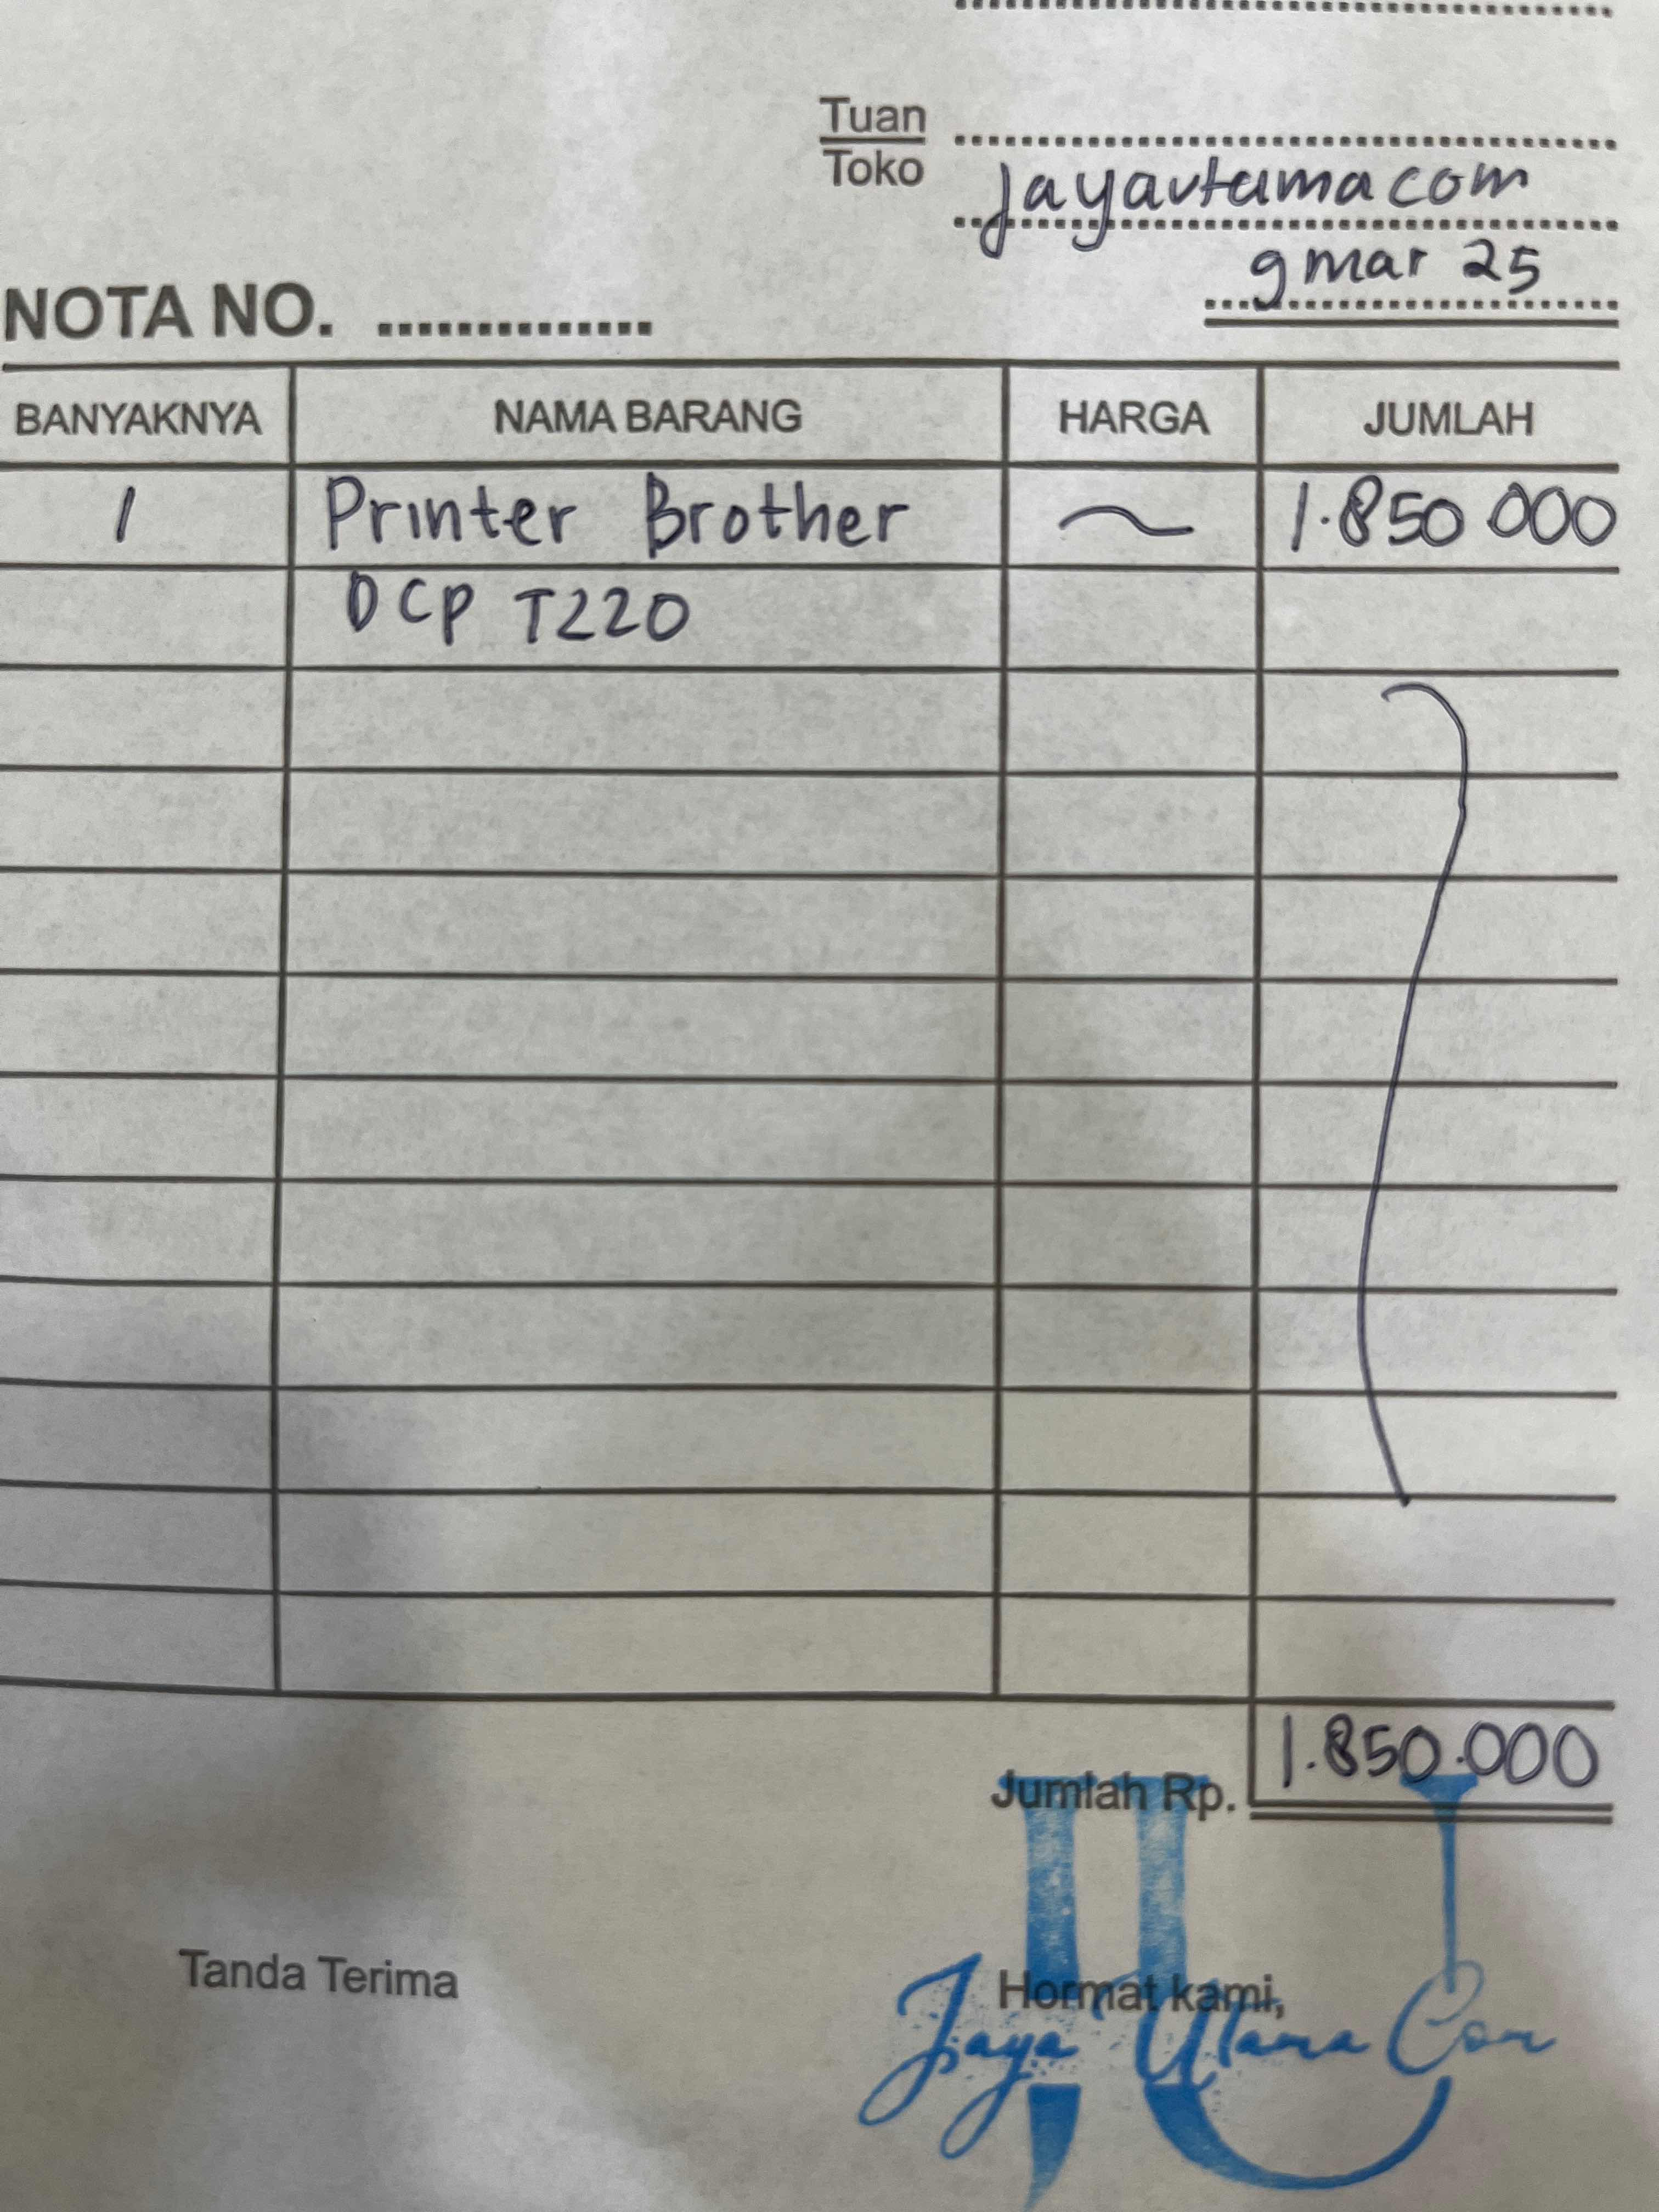 Tuan
Toko
Jayautama com
9 mar 25
NOTA NO. ..............
BANYAKNYA NAMA BARANG HARGA JUMLAH
1 Printer Brother ~ 1.850 000
DCP T220
Jumlah Rp. 1.850.000
Tanda Terima Hormat kami,
JU
Jaya Utama Com